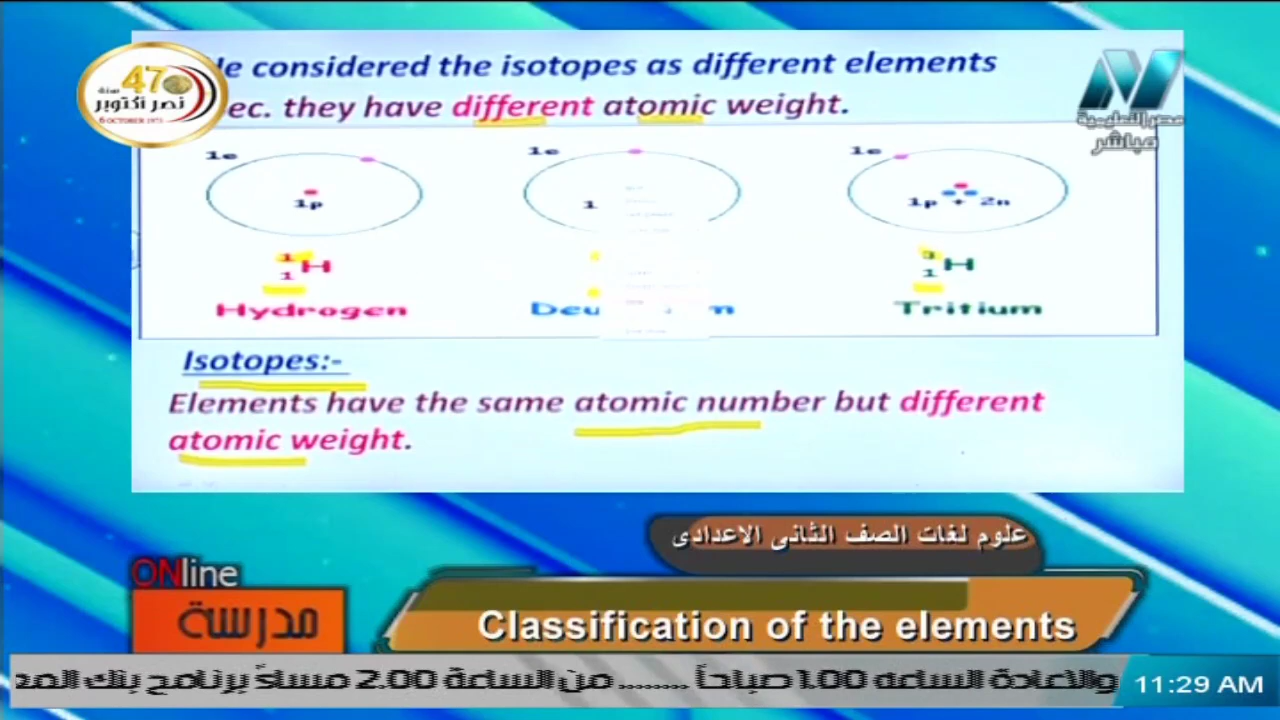 He considered the isotopes as different elements
ec. they have different atomic weight.
47 سنة
نصر أكتوبر
6 OCTOBER 1973
مصر التعليمية
مباشر
1e 1e 1e
1p 1 1p + 2n
1
1 H
3
1 H
Hydrogen
Tritium
Isotopes:-
Elements have the same atomic number but different
atomic weight.
علوم لغات الصف الثانى الاعدادى
ONline
مدرسة
Classification of the elements
والاعادة الساعه 1.00 صباحاً ........ من الساعة 2.00 مساءً برنامج بنك المد
11:29 AM